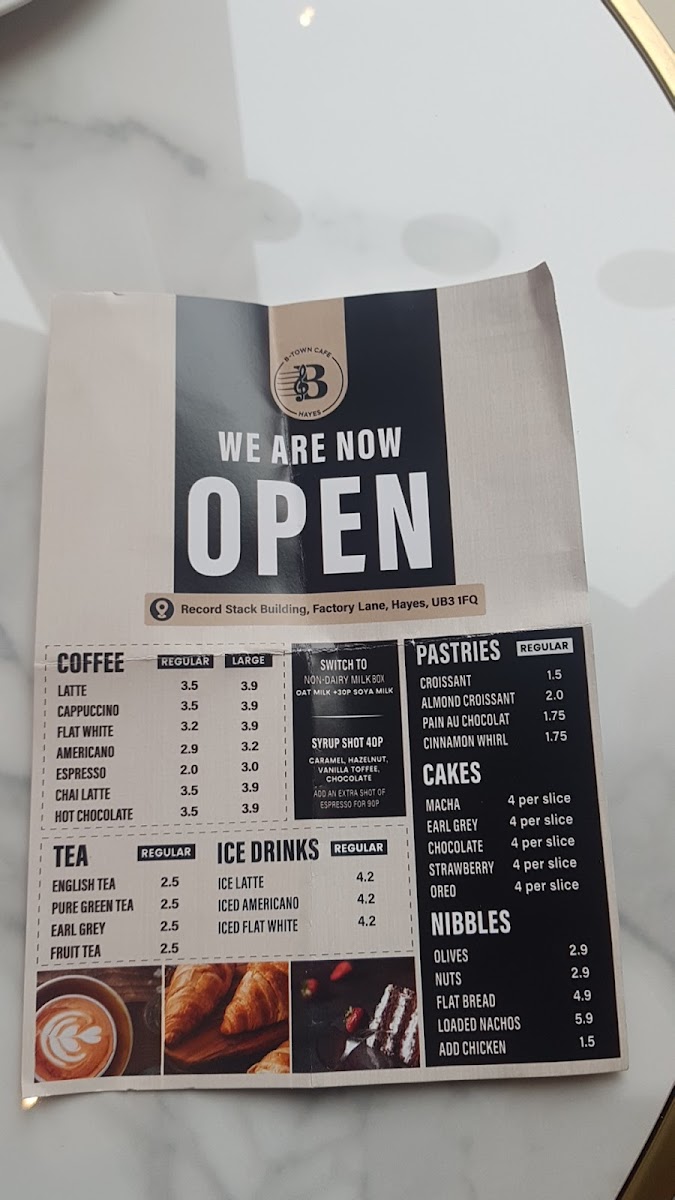 B-TOWN CAFE
B
HAYES
WE ARE NOW
OPEN
Record Stack Building, Factory Lane, Hayes, UB3 1FQ
COFFEE REGULAR LARGE
LATTE 3.5 3.9
CAPPUCCINO 3.5 3.9
FLAT WHITE 3.2 3.9
AMERICANO 2.9 3.2
ESPRESSO 2.0 3.0
CHAI LATTE 3.5 3.9
HOT CHOCOLATE 3.5 3.9
SWITCH TO
NON-DAIRY MILK BOX
OAT MILK +30P SOYA MILK
SYRUP SHOT 40P
CARAMEL, HAZELNUT,
VANILLA TOFFEE,
CHOCOLATE
ADD AN EXTRA SHOT OF
ESPRESSO FOR 90P
TEA REGULAR
ENGLISH TEA 2.5
PURE GREEN TEA 2.5
EARL GREY 2.5
FRUIT TEA 2.5
ICE DRINKS REGULAR
ICE LATTE 4.2
ICED AMERICANO 4.2
ICED FLAT WHITE 4.2
PASTRIES REGULAR
CROISSANT 1.5
ALMOND CROISSANT 2.0
PAIN AU CHOCOLAT 1.75
CINNAMON WHIRL 1.75
CAKES
MACHA 4 per slice
EARL GREY 4 per slice
CHOCOLATE 4 per slice
STRAWBERRY 4 per slice
OREO 4 per slice
NIBBLES
OLIVES 2.9
NUTS 2.9
FLAT BREAD 4.9
LOADED NACHOS 5.9
ADD CHICKEN 1.5